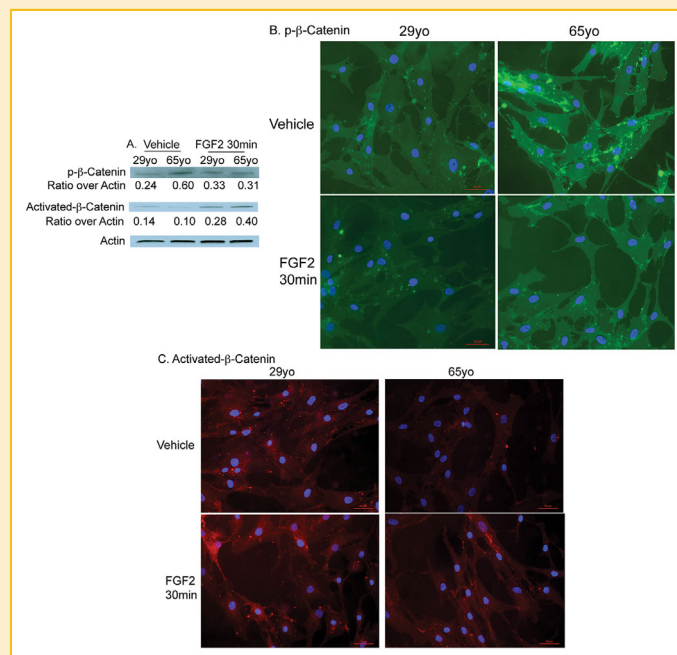 A. Vehicle FGF2 30min
29yo 65yo 29yo 65yo
p-β-Catenin
Ratio over Actin 0.24 0.60 0.33 0.31
Activated-β-Catenin
Ratio over Actin 0.14 0.10 0.28 0.40
Actin
B. p-β-Catenin
29yo 65yo
Vehicle
FGF2
30min
C. Activated-β-Catenin
29yo 65yo
Vehicle
FGF2
30min